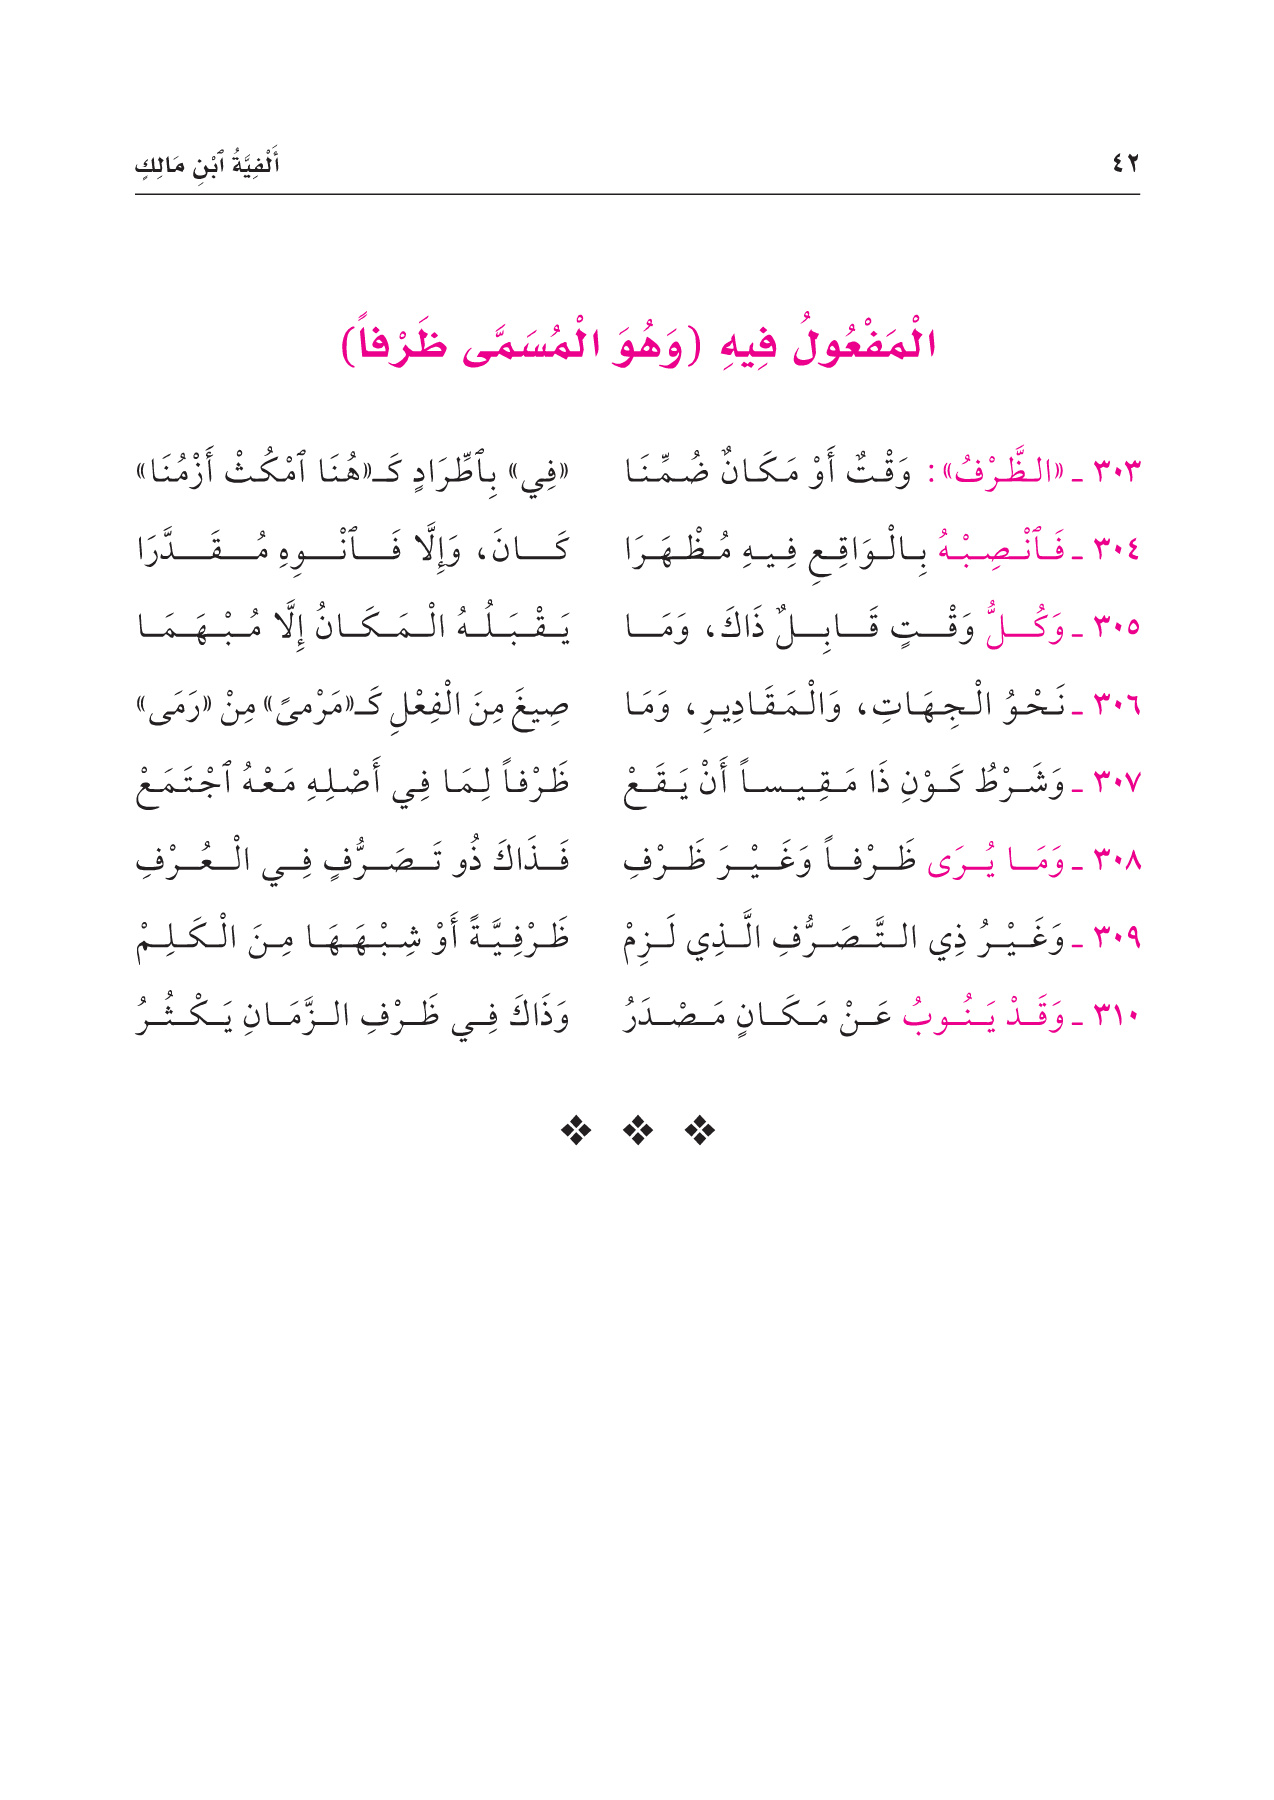 ٤٢ أَلْفِيَّةُ ٱبْنِ مَالِكٍ
الْمَفْعُولُ فِيهِ (وَهُوَ الْمُسَمَّى ظَرْفاً)
٣٠٣ ـ «الظَّرْفُ»: وَقْتٌ أَوْ مَكَانٌ ضُمِّنَا «فِي» بِٱطِّرَادٍ كَـ«هُنَا ٱمْكُثْ أَزْمُنَا»
٣٠٤ ـ فَٱنْصِبْهُ بِالْوَاقِعِ فِيهِ مُظْهَرَا كَانَ، وَإِلَّا فَٱنْوِهِ مُقَدَّرَا
٣٠٥ ـ وَكُلُّ وَقْتٍ قَابِلٌ ذَاكَ، وَمَا يَقْبَلُهُ الْمَكَانُ إِلَّا مُبْهَمَا
٣٠٦ ـ نَحْوُ الْجِهَاتِ، وَالْمَقَادِيرِ، وَمَا صِيغَ مِنَ الْفِعْلِ كَـ«مَرْمىً» مِنْ «رَمَى»
٣٠٧ ـ وَشَرْطُ كَوْنِ ذَا مَقِيساً أَنْ يَقَعْ ظَرْفاً لِمَا فِي أَصْلِهِ مَعْهُ ٱجْتَمَعْ
٣٠٨ ـ وَمَا يُرَى ظَرْفاً وَغَيْرَ ظَرْفِ فَذَاكَ ذُو تَصَرُّفٍ فِي الْعُرْفِ
٣٠٩ ـ وَغَيْرُ ذِي التَّصَرُّفِ الَّذِي لَزِمْ ظَرْفِيَّةً أَوْ شِبْهَهَا مِنَ الْكَلِمْ
٣١٠ ـ وَقَدْ يَنُوبُ عَنْ مَكَانٍ مَصْدَرُ وَذَاكَ فِي ظَرْفِ الزَّمَانِ يَكْثُرُ